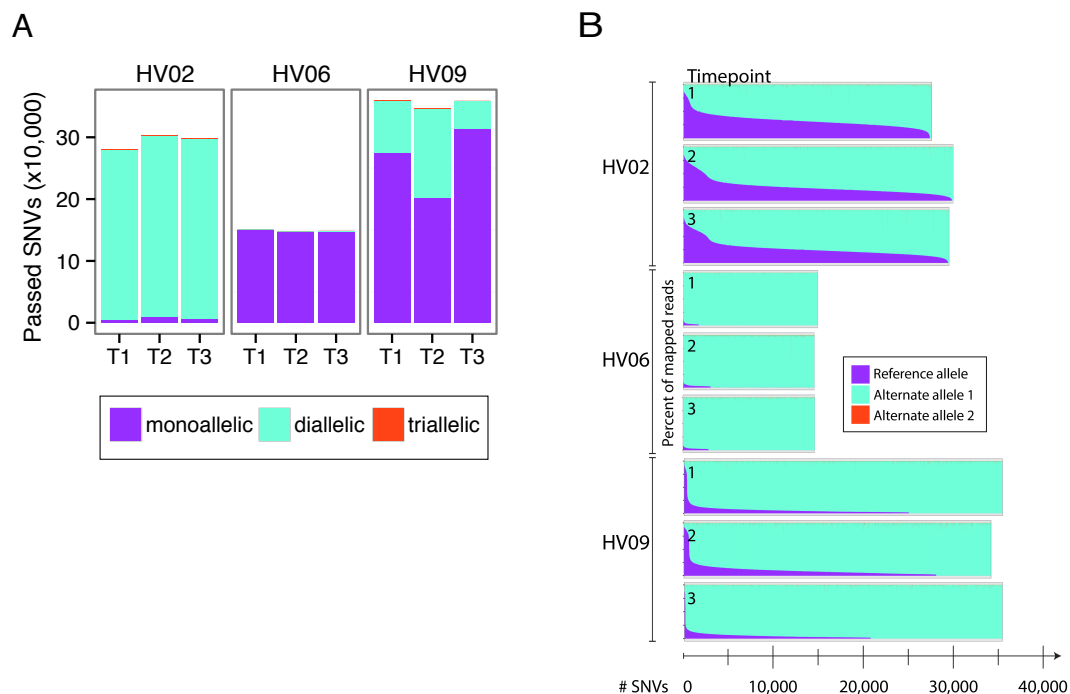 A
HV02 HV06 HV09
Passed SNVs (x10,000)
30
20
10
0
T1 T2 T3 T1 T2 T3 T1 T2 T3
monoallelic diallelic triallelic
B
Timepoint
HV02
1
2
3
HV06
1
2
3
HV09
1
2
3
Percent of mapped reads
Reference allele
Alternate allele 1
Alternate allele 2
# SNVs 0 10,000 20,000 30,000 40,000